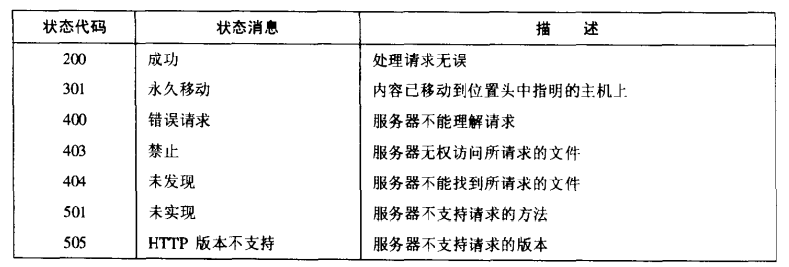 状态代码 状态消息 描 述
200 成功 处理请求无误
301 永久移动 内容已移动到位置头中指明的主机上
400 错误请求 服务器不能理解请求
403 禁止 服务器无权访问所请求的文件
404 未发现 服务器不能找到所请求的文件
501 未实现 服务器不支持请求的方法
505 HTTP 版本不支持 服务器不支持请求的版本